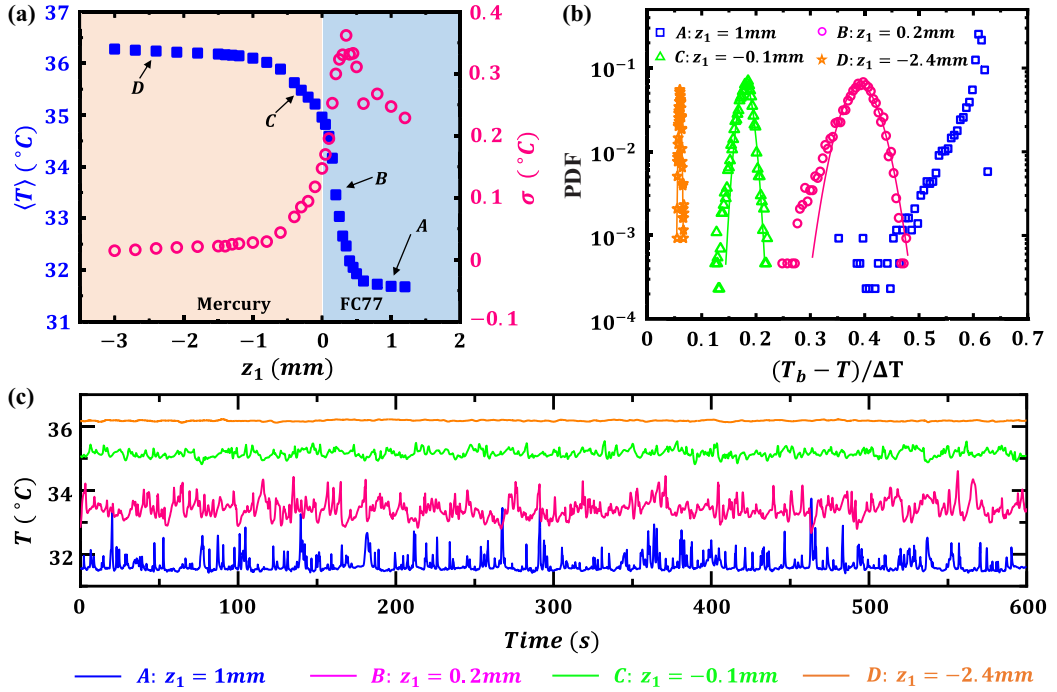 (a)
37
36
35
34
33
32
31
⟨T⟩ (°C)
D
C
B
A
Mercury
FC77
−3
−2
−1
0
1
2
z₁ (mm)
0.4
0.3
0.2
0.1
0
−0.1
σ (°C)
(b)
A: z₁ = 1mm
B: z₁ = 0.2mm
C: z₁ = −0.1mm
D: z₁ = −2.4mm
10⁻¹
10⁻²
10⁻³
10⁻⁴
PDF
0
0.1
0.2
0.3
0.4
0.5
0.6
0.7
(T_b − T)/ΔT
(c)
36
34
32
T (°C)
0
100
200
300
400
500
600
Time (s)
A: z₁ = 1mm
B: z₁ = 0.2mm
C: z₁ = −0.1mm
D: z₁ = −2.4mm